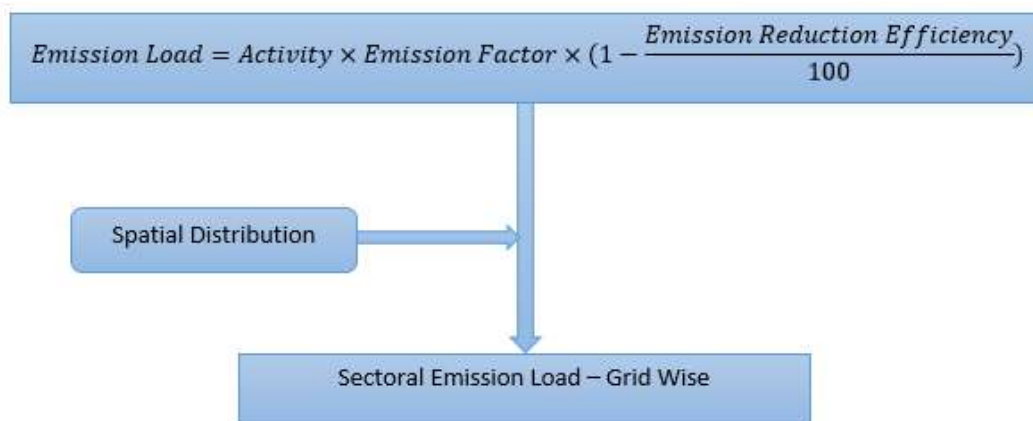 Emission Load = Activity × Emission Factor × (1 − Emission Reduction Efficiency / 100)
Spatial Distribution
Sectoral Emission Load – Grid Wise